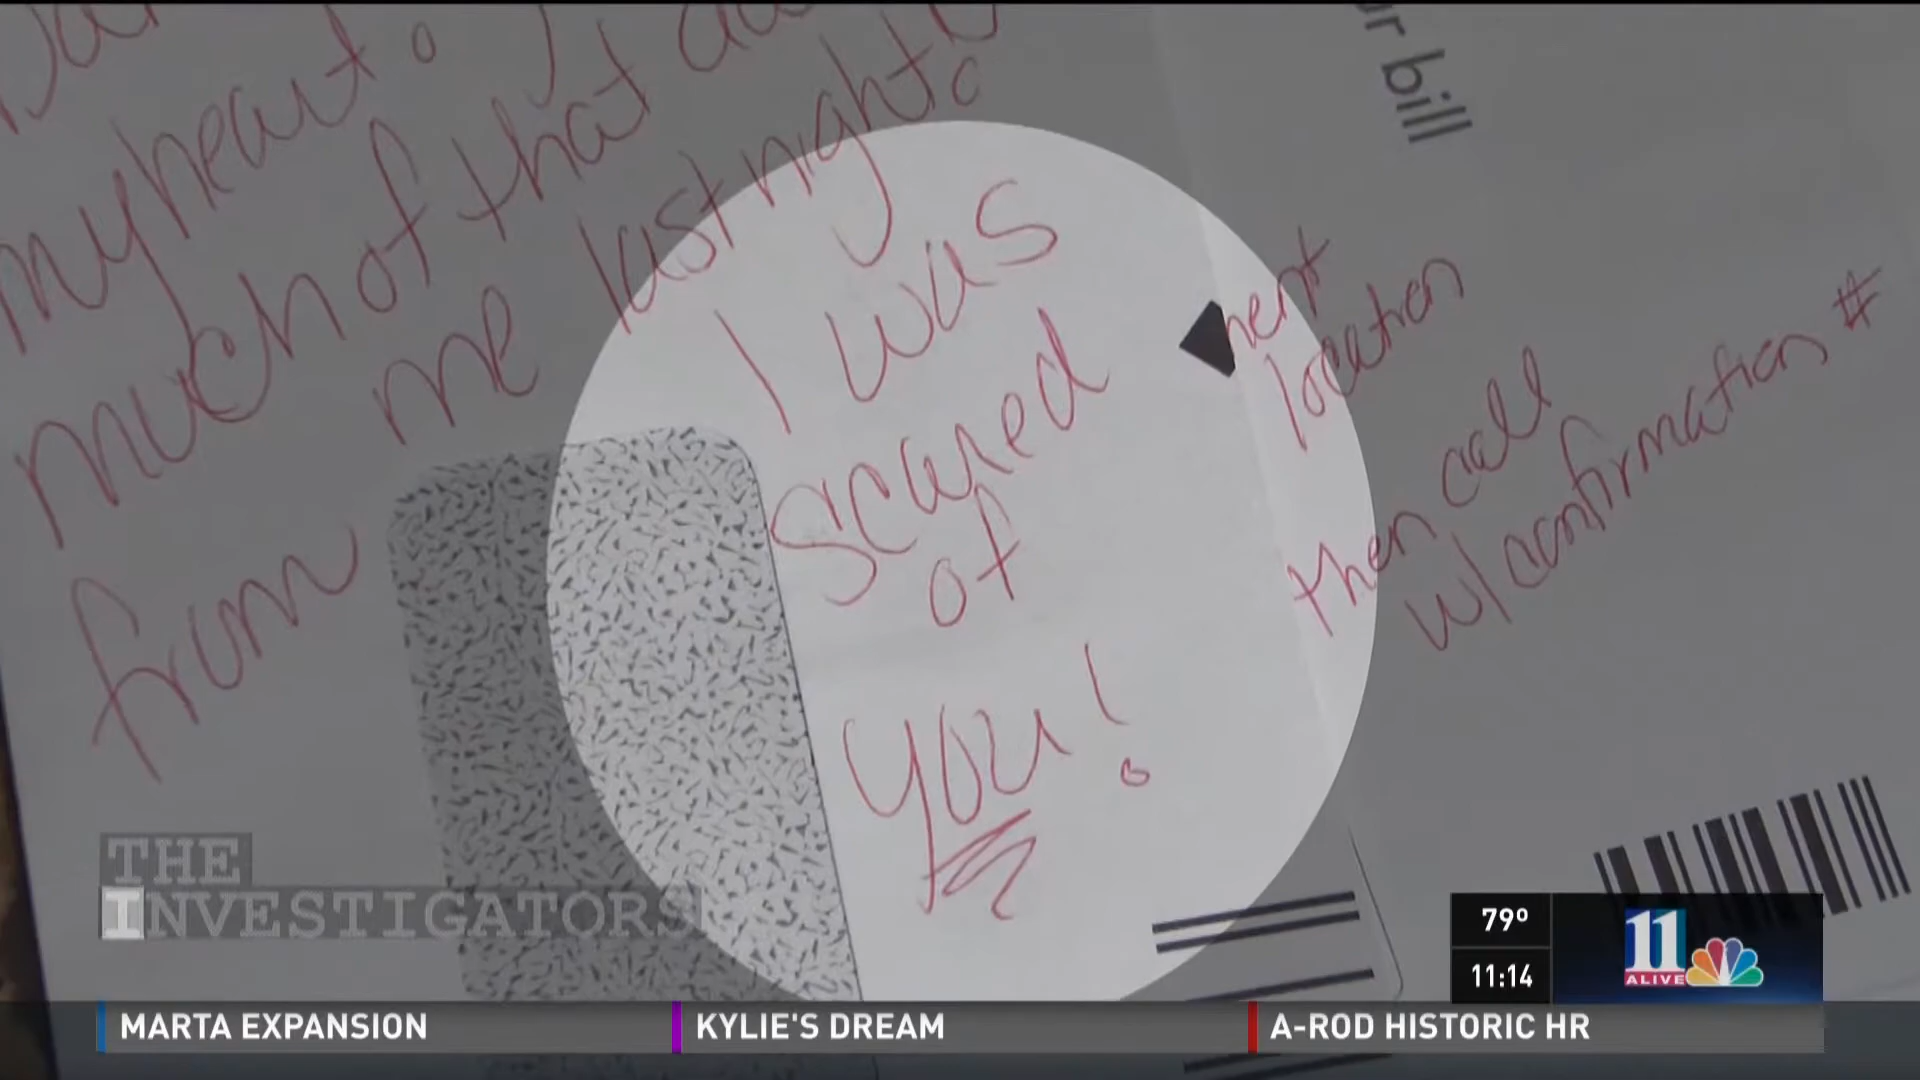 my heart.
much of that
from me last night.
I was
scared
of
you!
ur bill
location
then call
w/confirmation #
THE
INVESTIGATORS
79°
11:14
11
ALIVE
MARTA EXPANSION
KYLIE'S DREAM
A-ROD HISTORIC HR